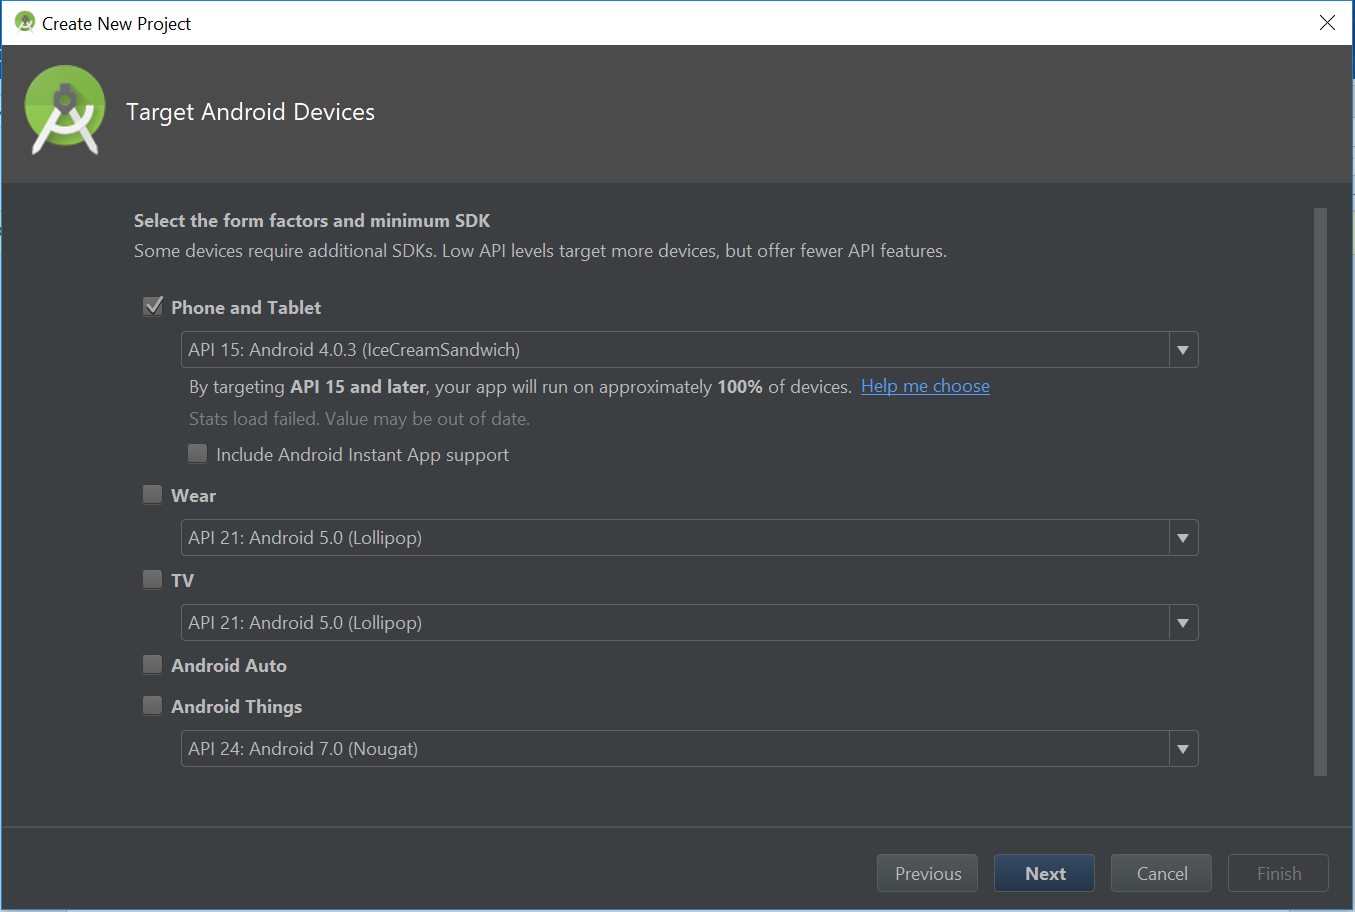 Create New Project
Target Android Devices
Select the form factors and minimum SDK
Some devices require additional SDKs. Low API levels target more devices, but offer fewer API features.
Phone and Tablet
API 15: Android 4.0.3 (IceCreamSandwich)
By targeting API 15 and later, your app will run on approximately 100% of devices. Help me choose
Stats load failed. Value may be out of date.
Include Android Instant App support
Wear
API 21: Android 5.0 (Lollipop)
TV
API 21: Android 5.0 (Lollipop)
Android Auto
Android Things
API 24: Android 7.0 (Nougat)
Previous Next Cancel Finish